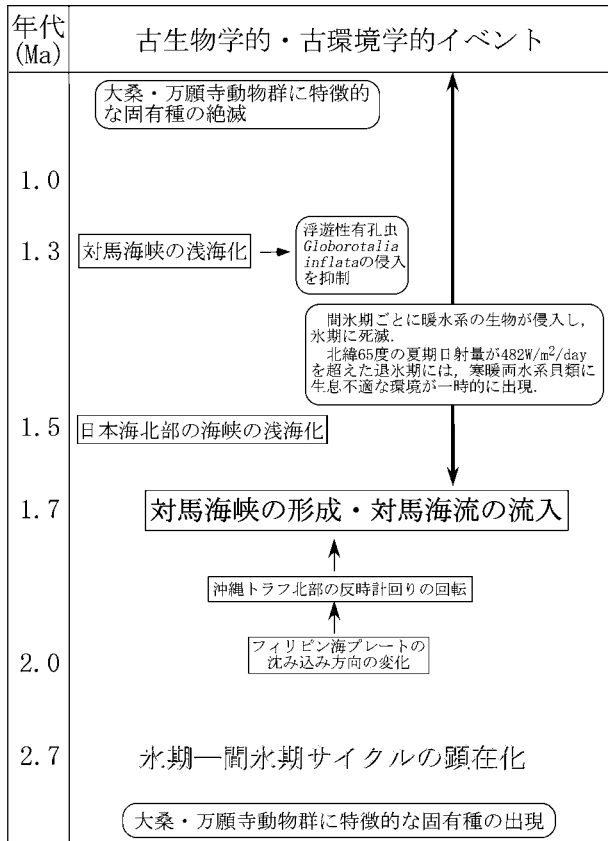 年代
(Ma)
古生物学的・古環境学的イベント
大桑・万願寺動物群に特徴的
な固有種の絶滅
1.0
1.3
対馬海峡の浅海化
浮遊性有孔虫
Globorotalia
inflataの侵入
を抑制
間氷期ごとに暖水系の生物が侵入し,
氷期に死滅.
北緯65度の夏期日射量が482W/m²/day
を超えた退氷期には, 寒暖両水系貝類に
生息不適な環境が一時的に出現.
1.5
日本海北部の海峡の浅海化
1.7
対馬海峡の形成・対馬海流の流入
沖縄トラフ北部の反時計回りの回転
フィリピン海プレートの
沈み込み方向の変化
2.0
2.7
氷期―間氷期サイクルの顕在化
大桑・万願寺動物群に特徴的な固有種の出現